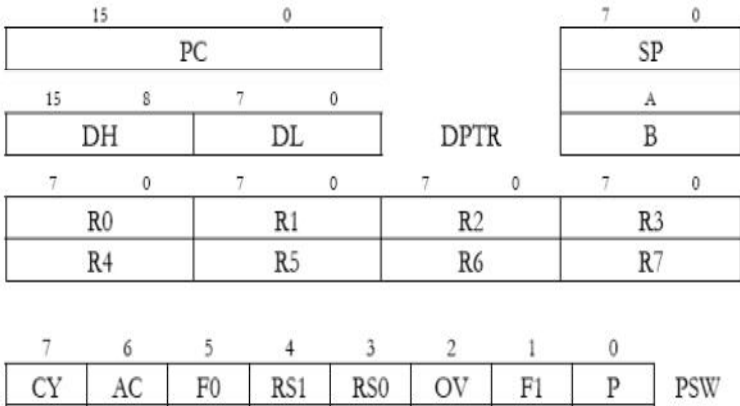 15 0 7 0
PC SP
15 8 7 0 A
DH DL DPTR B
7 0 7 0 7 0 7 0
R0 R1 R2 R3
R4 R5 R6 R7
7 6 5 4 3 2 1 0
CY AC F0 RS1 RS0 OV F1 P PSW